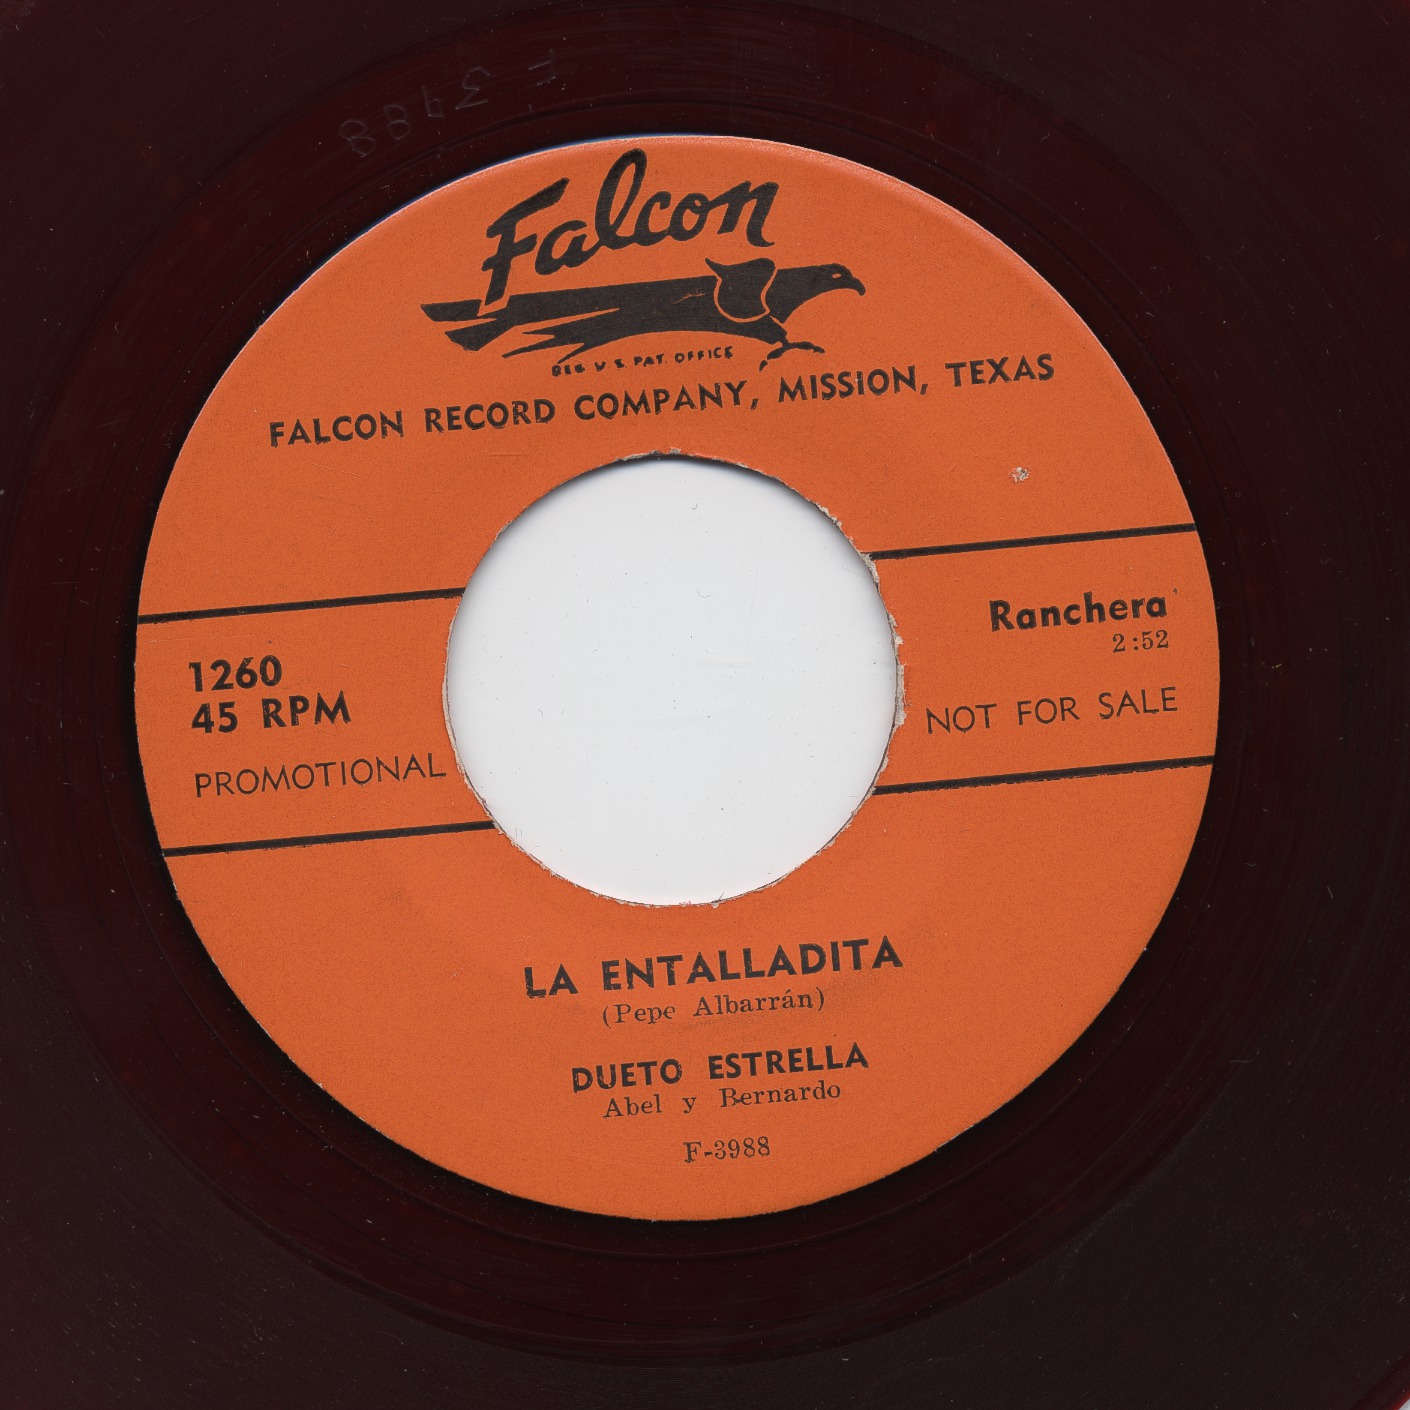 F 3988
Falcon
REG. U.S. PAT. OFFICE
FALCON RECORD COMPANY, MISSION, TEXAS
Ranchera
2:52
1260
45 RPM
NOT FOR SALE
PROMOTIONAL
LA ENTALLADITA
(Pepe Albarrán)
DUETO ESTRELLA
Abel y Bernardo
F-3988